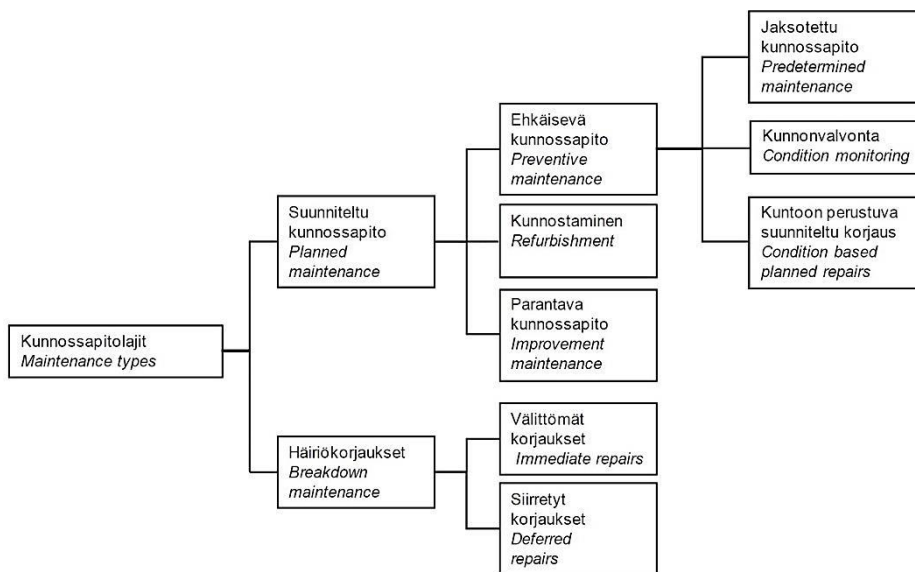 Kunnossapitolajit
Maintenance types
Suunniteltu
kunnossapito
Planned
maintenance
Häiriökorjaukset
Breakdown
maintenance
Ehkäisevä
kunnossapito
Preventive
maintenance
Kunnostaminen
Refurbishment
Parantava
kunnossapito
Improvement
maintenance
Välittömät
korjaukset
Immediate repairs
Siirretyt
korjaukset
Deferred
repairs
Jaksotettu
kunnossapito
Predetermined
maintenance
Kunnonvalvonta
Condition monitoring
Kuntoon perustuva
suunniteltu korjaus
Condition based
planned repairs